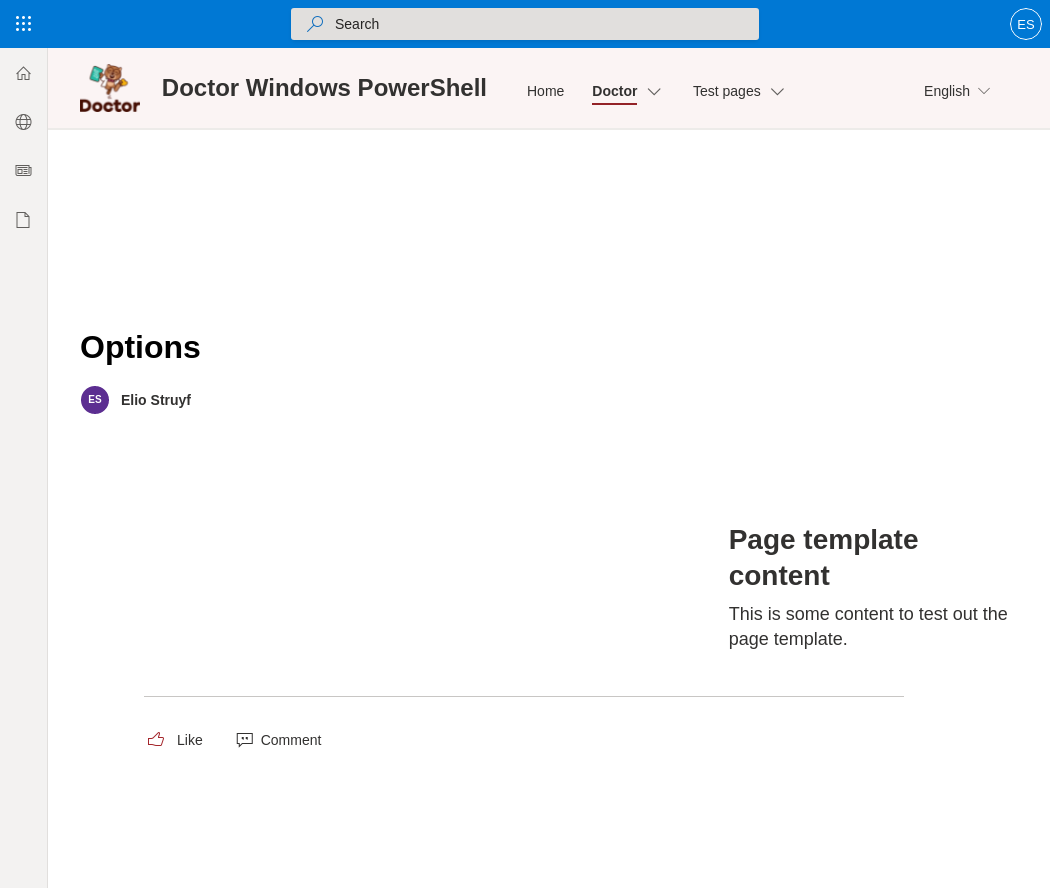 Search
ES
Doctor
Doctor Windows PowerShell
Home
Doctor
Test pages
English
Options
ES
Elio Struyf
Page template
content
This is some content to test out the
page template.
Like
Comment